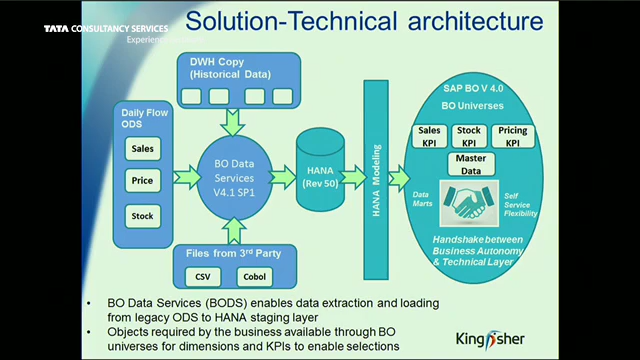 TATA CONSULTANCY SERVICES
Solution-Technical architecture
DWH Copy
(Historical Data)
Daily Flow
ODS
Sales
Price
Stock
BO Data
Services
V4.1 SP1
HANA
(Rev 50)
HANA Modeling
Files from 3rd Party
CSV
Cobol
SAP BO V 4.0
BO Universes
Sales
KPI
Stock
KPI
Pricing
KPI
Master
Data
Data
Marts
Self
Service
Flexibility
Handshake between
Business Autonomy
& Technical Layer
• BO Data Services (BODS) enables data extraction and loading
from legacy ODS to HANA staging layer
• Objects required by the business available through BO
universes for dimensions and KPIs to enable selections
Kingfisher